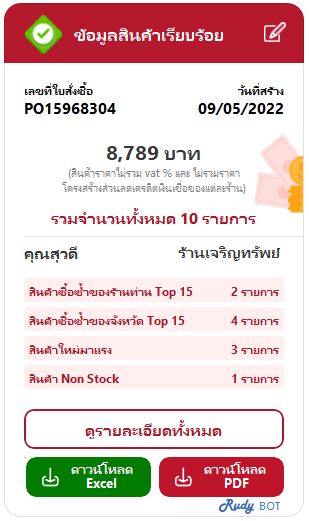 ข้อมูลสินค้าเรียบร้อย
เลขที่ใบสั่งซื้อ วันที่สร้าง
PO15968304 09/05/2022
8,789 บาท
(สินค้าราคาไม่รวม vat % และ ไม่รวมราคา
โครงสร้างส่วนลดเครดิตเงินเชื่อของแต่ละร้าน)
รวมจำนวนทั้งหมด 10 รายการ
คุณสุวดี ร้านเจริญทรัพย์
สินค้าซื้อซ้ำของร้านท่าน Top 15 2 รายการ
สินค้าซื้อซ้ำของจังหวัด Top 15 4 รายการ
สินค้าใหม่มาแรง 3 รายการ
สินค้า Non Stock 1 รายการ
ดูรายละเอียดทั้งหมด
ดาวน์โหลด ดาวน์โหลด
Excel PDF
Rudy BOT